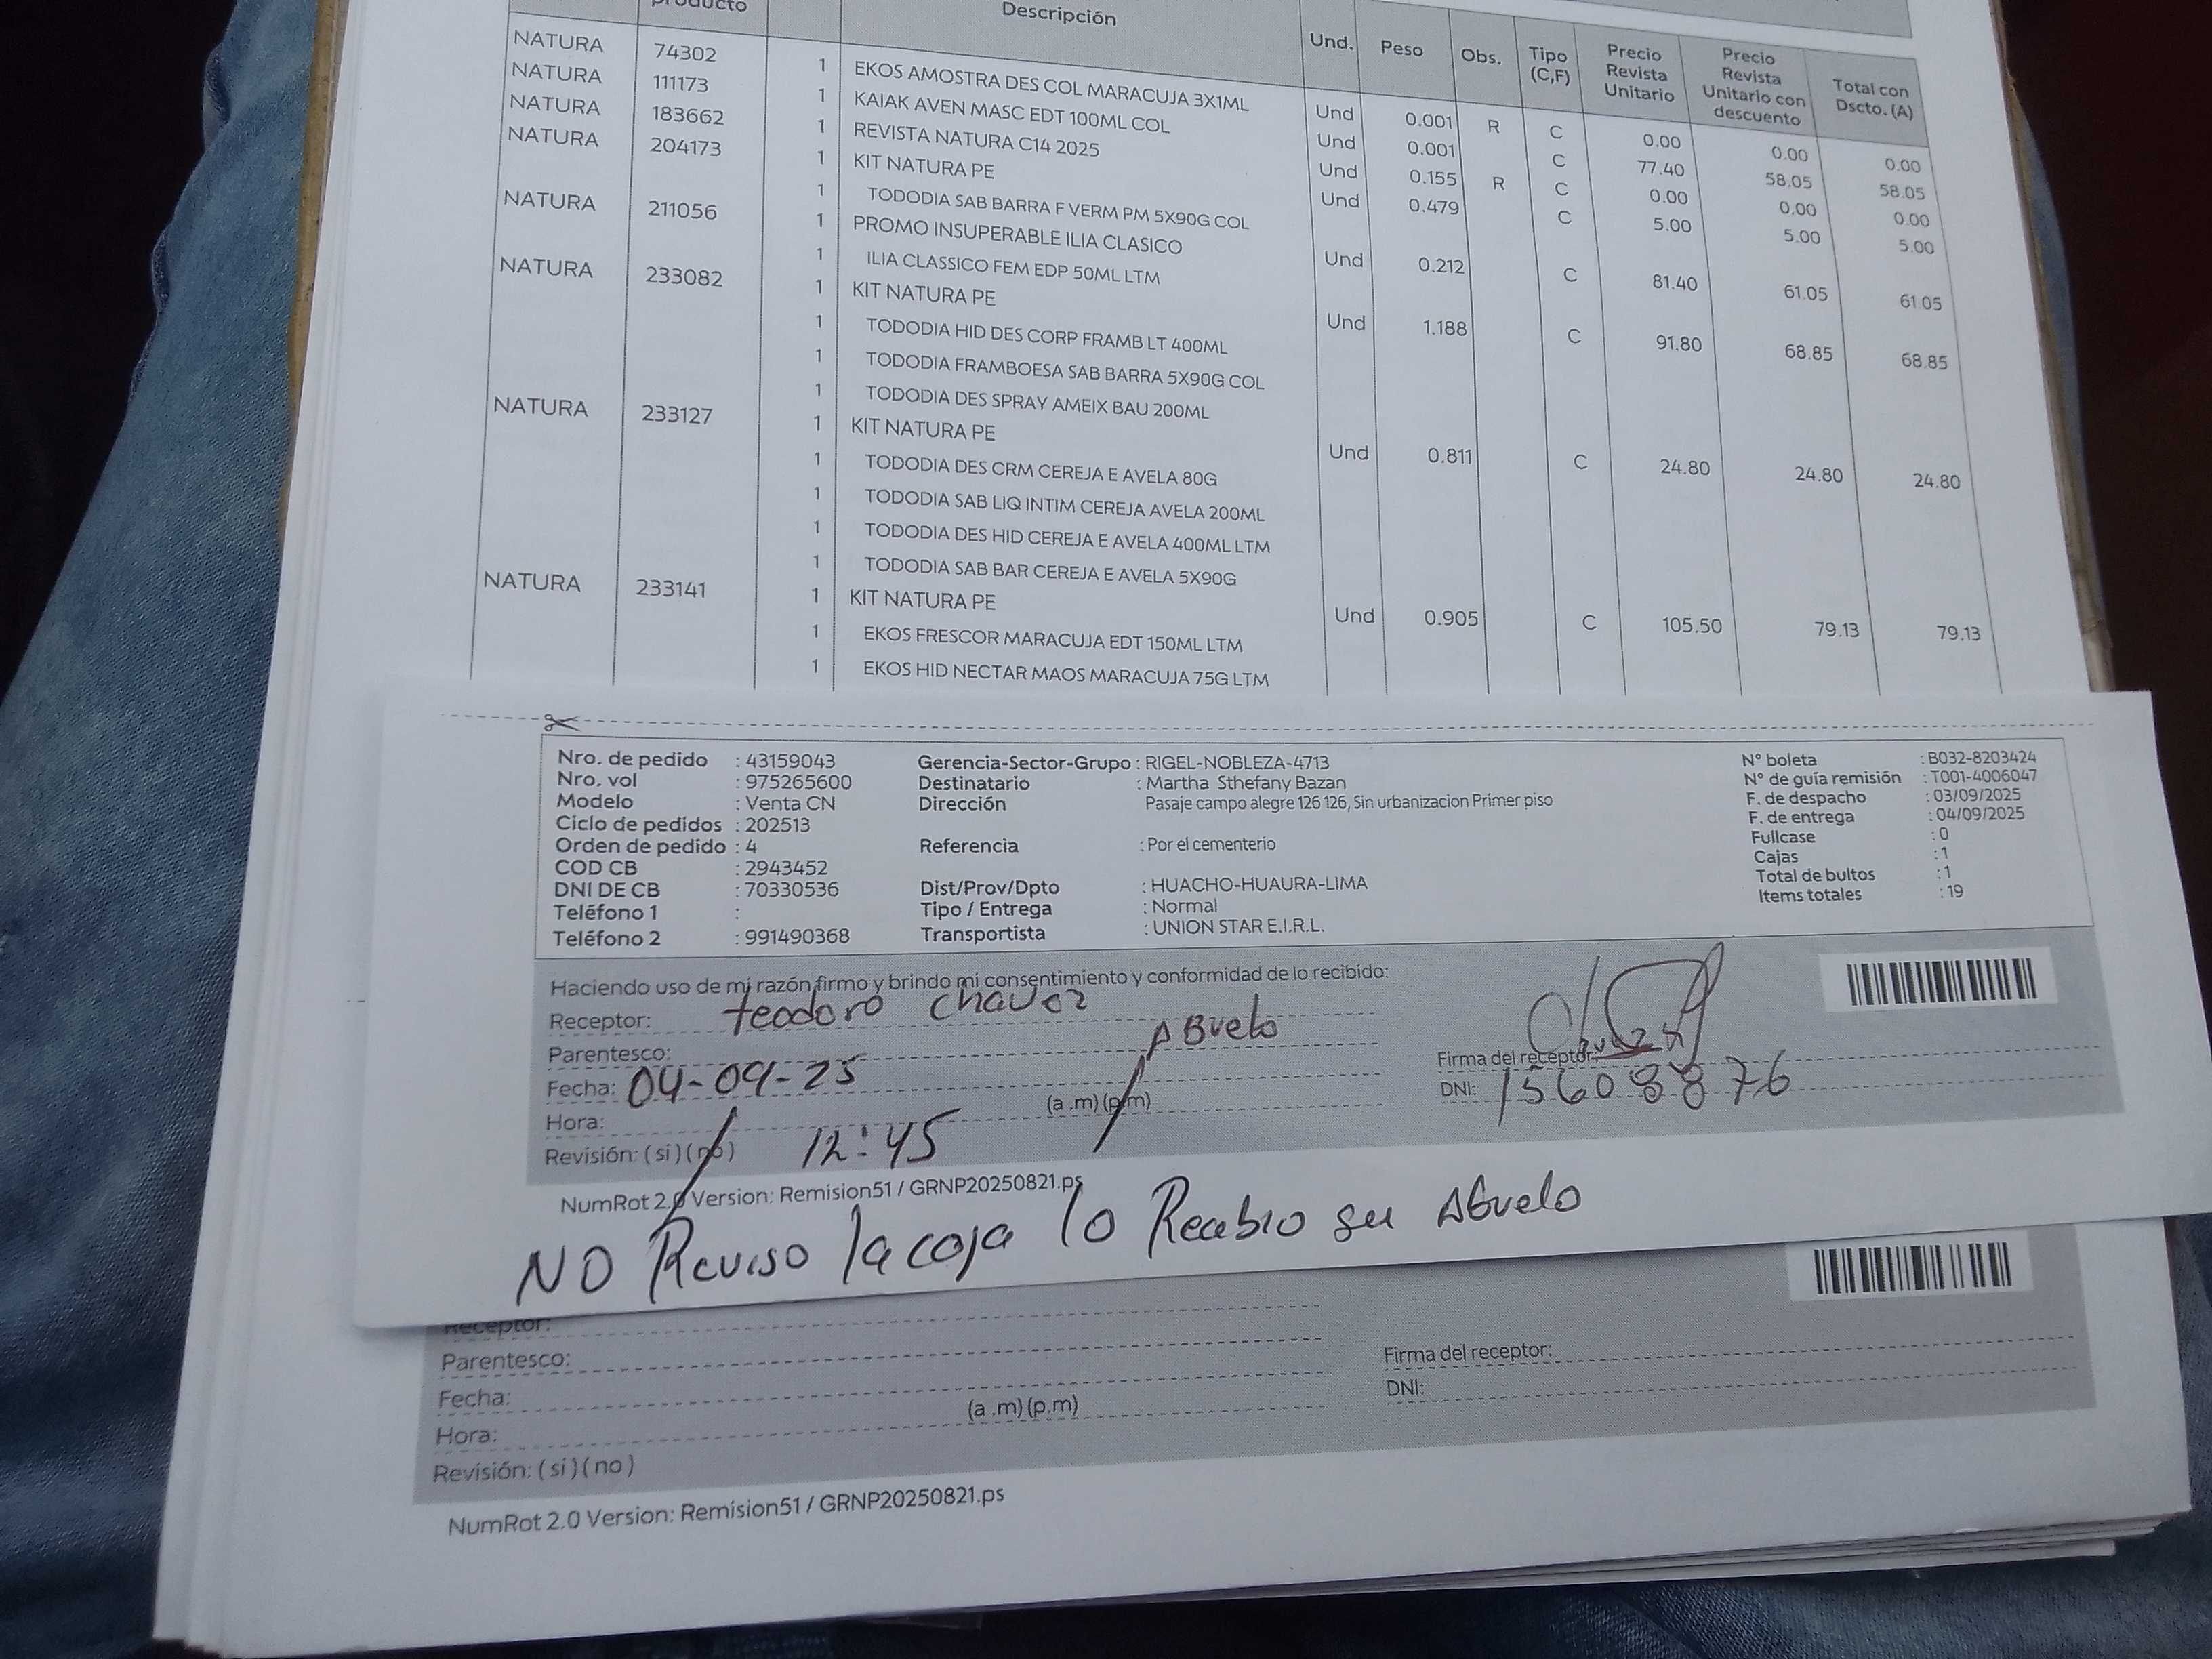 producto Descripción Und. Peso Obs. Tipo (C,F) Precio Revista Unitario Precio Revista Unitario con descuento Total con Dscto. (A)
NATURA 74302 1 EKOS AMOSTRA DES COL MARACUJA 3X1ML Und 0.001 R C 0.00 0.00 0.00
NATURA 111173 1 KAIAK AVEN MASC EDT 100ML COL Und 0.001 C 77.40 58.05 58.05
NATURA 183662 1 REVISTA NATURA C14 2025 Und 0.155 R C 0.00 0.00 0.00
NATURA 204173 1 KIT NATURA PE Und 0.479 C 5.00 5.00 5.00
1 TODODIA SAB BARRA F VERM PM 5X90G COL
NATURA 211056 1 PROMO INSUPERABLE ILIA CLASICO Und 0.212 C 81.40 61.05 61.05
1 ILIA CLASSICO FEM EDP 50ML LTM
NATURA 233082 1 KIT NATURA PE Und 1.188 C 91.80 68.85 68.85
1 TODODIA HID DES CORP FRAMB LT 400ML
1 TODODIA FRAMBOESA SAB BARRA 5X90G COL
1 TODODIA DES SPRAY AMEIX BAU 200ML
NATURA 233127 1 KIT NATURA PE Und 0.811 C 24.80 24.80 24.80
1 TODODIA DES CRM CEREJA E AVELA 80G
1 TODODIA SAB LIQ INTIM CEREJA AVELA 200ML
1 TODODIA DES HID CEREJA E AVELA 400ML LTM
1 TODODIA SAB BAR CEREJA E AVELA 5X90G
NATURA 233141 1 KIT NATURA PE Und 0.905 C 105.50 79.13 79.13
1 EKOS FRESCOR MARACUJA EDT 150ML LTM
1 EKOS HID NECTAR MAOS MARACUJA 75G LTM
Nro. de pedido : 43159043 Gerencia-Sector-Grupo : RIGEL-NOBLEZA-4713 N° boleta : B032-8203424
Nro. vol : 975265600 Destinatario : Martha Sthefany Bazan N° de guía remisión : T001-4006047
Modelo : Venta CN Dirección Pasaje campo alegre 126 126, Sin urbanizacion Primer piso F. de despacho : 03/09/2025
Ciclo de pedidos : 202513 F. de entrega : 04/09/2025
Orden de pedido : 4 Referencia : Por el cementerio Fullcase : 0
COD CB : 2943452 Cajas : 1
DNI DE CB : 70330536 Dist/Prov/Dpto : HUACHO-HUAURA-LIMA Total de bultos : 1
Teléfono 1 : Tipo / Entrega : Normal Items totales : 19
Teléfono 2 : 991490368 Transportista : UNION STAR E.I.R.L.
Haciendo uso de mi razón firmo y brindo mi consentimiento y conformidad de lo recibido:
Receptor: teodoro chavez
Parentesco: Abuelo Firma del receptor:
Fecha: 04-09-25 DNI: 15608876
Hora: 12:45 (a .m) (p.m)
Revisión: ( si ) ( no )
NumRot 2.0 Version: Remision51 / GRNP20250821.ps
NO Reviso la caja lo Recebio su Abuelo
Receptor:
Parentesco: Firma del receptor:
Fecha: DNI:
Hora: (a .m) (p.m)
Revisión: ( si ) ( no )
NumRot 2.0 Version: Remision51 / GRNP20250821.ps